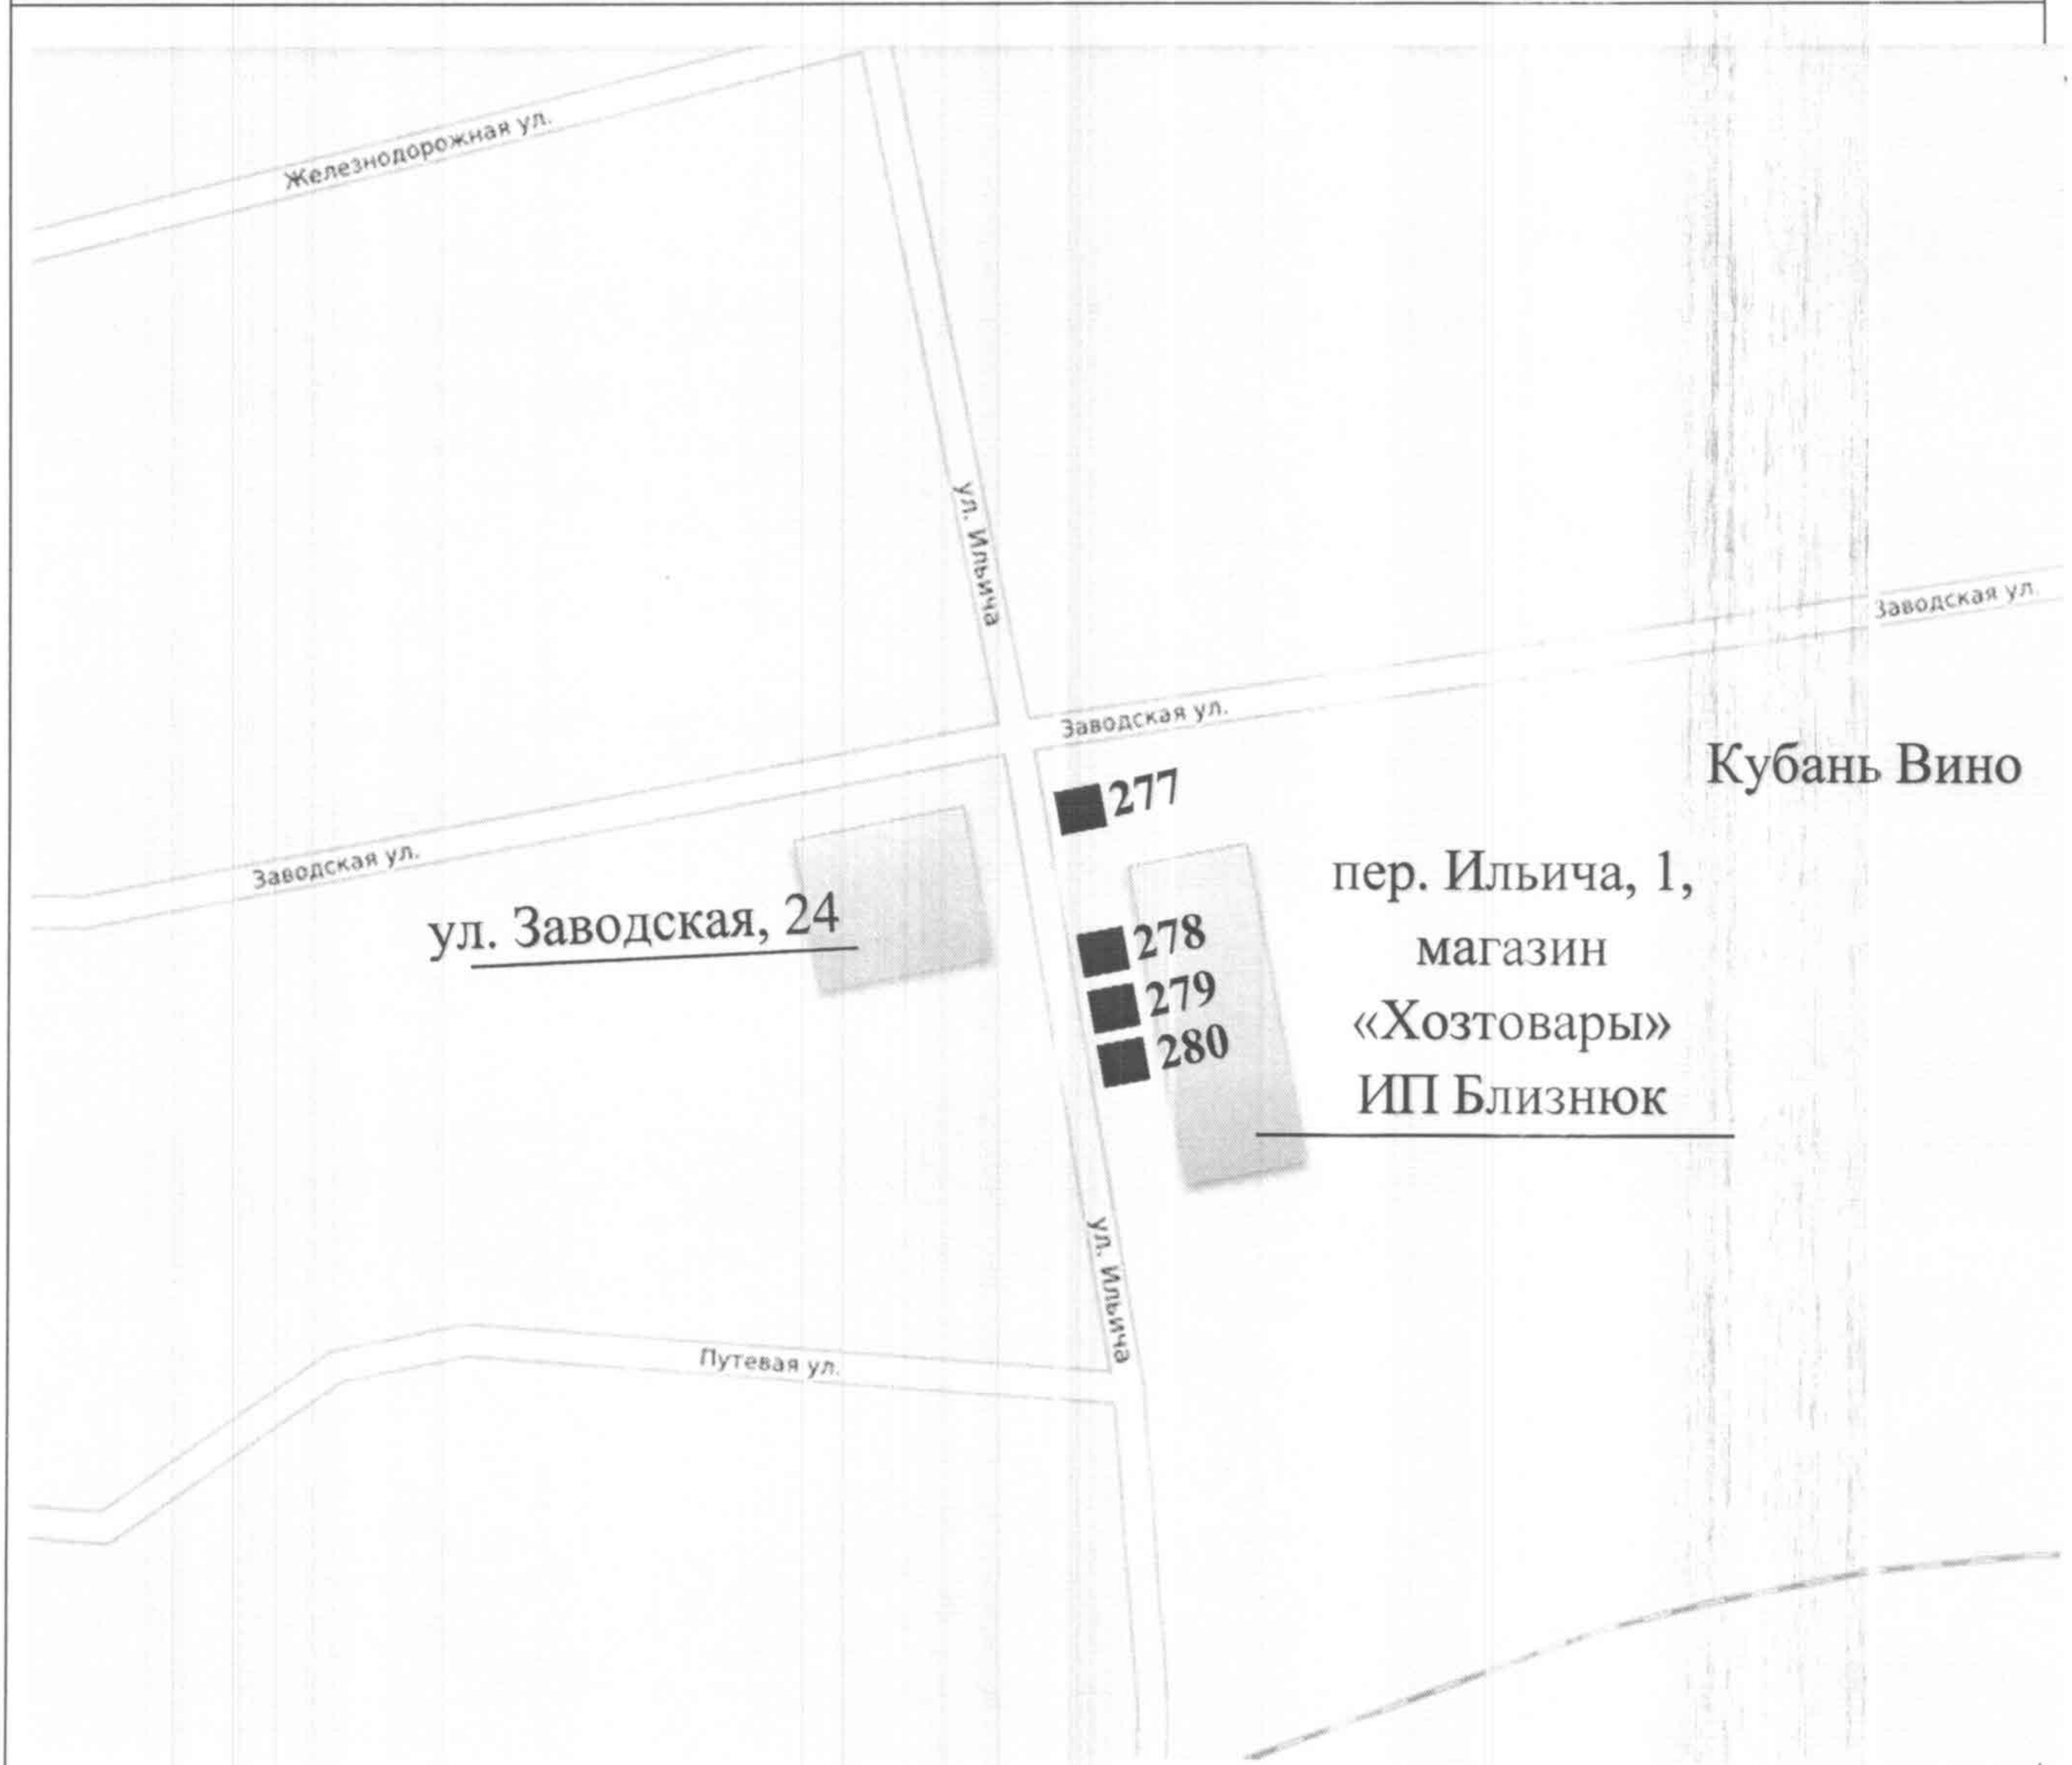 Железнодорожная ул.
ул. Ильича
Заводская ул.
Заводская ул.
Кубань Вино
277
Заводская ул.
ул. Заводская, 24
пер. Ильича, 1,
магазин
«Хозтовары»
ИП Близнюк
278
279
280
ул. Ильича
Путевая ул.